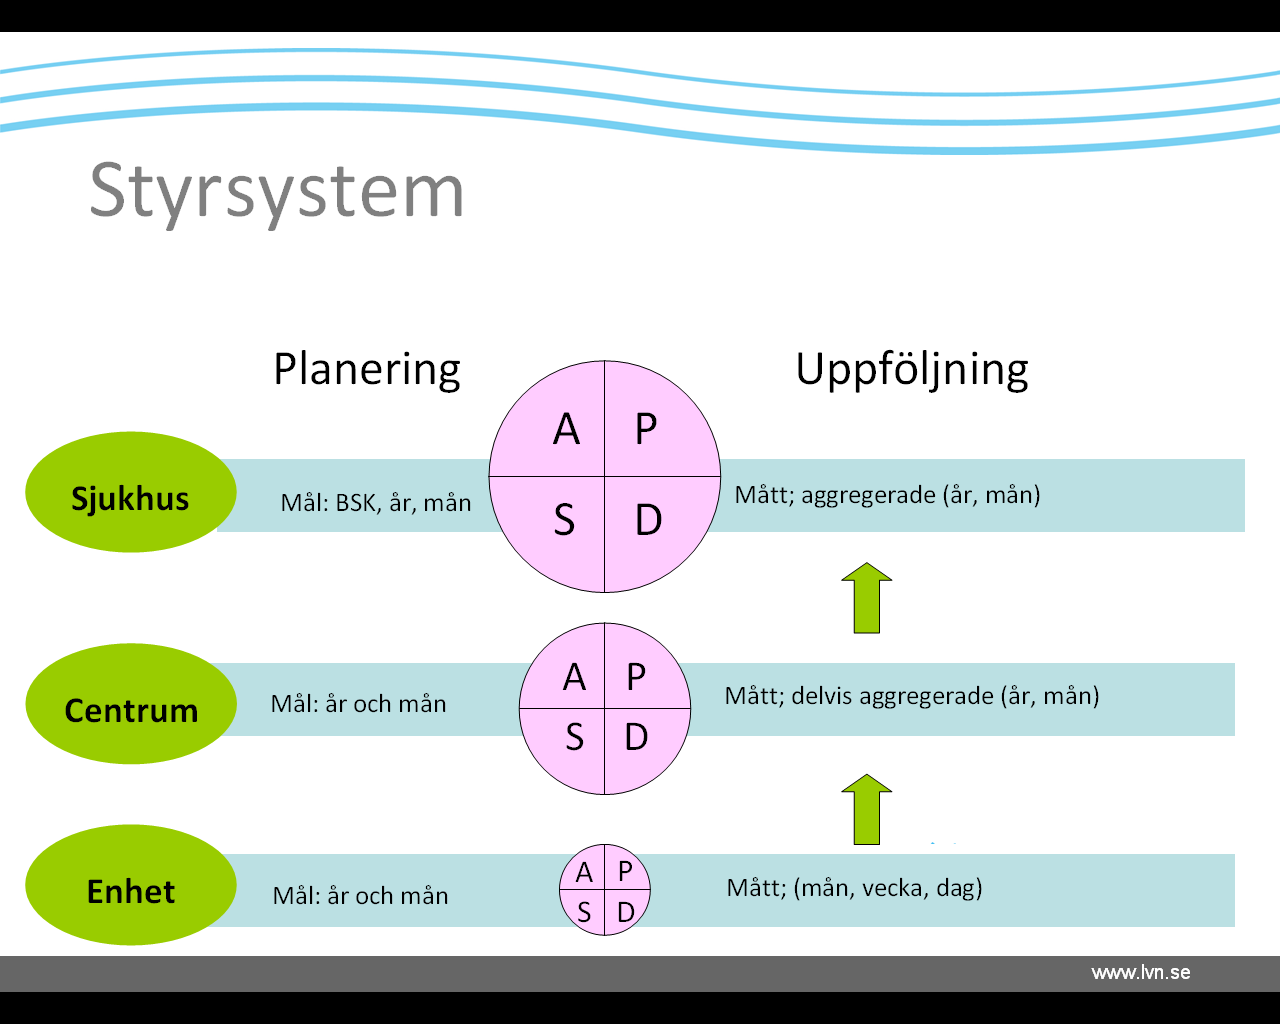 Styrsystem
Planering
Uppföljning
Sjukhus
Mål: BSK, år, mån
A P
S D
Mått; aggregerade (år, mån)
Centrum
Mål: år och mån
A P
S D
Mått; delvis aggregerade (år, mån)
Enhet
Mål: år och mån
A P
S D
Mått; (mån, vecka, dag)
www.lvn.se